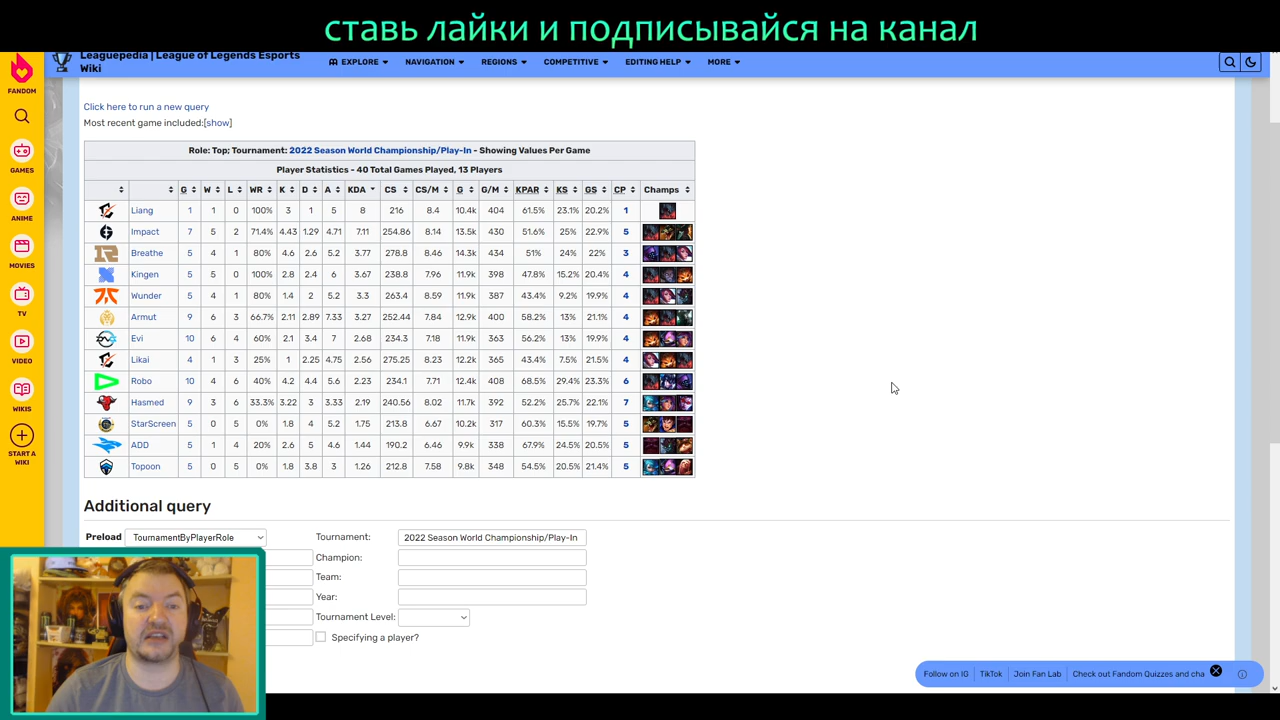 ставь лайки и подписывайся на канал
FANDOM
GAMES
ANIME
MOVIES
TV
VIDEO
WIKIS
START A
WIKI
Leaguepedia | League of Legends Esports
Wiki
EXPLORE NAVIGATION REGIONS COMPETITIVE EDITING HELP MORE
Click here to run a new query
Most recent game included:[show]
Role: Top; Tournament: 2022 Season World Championship/Play-In - Showing Values Per Game
Player Statistics - 40 Total Games Played, 13 Players
G W L WR K D A KDA CS CS/M G G/M KPAR KS GS CP Champs
Liang 1 1 0 100% 3 1 5 8 216 8.4 10.4k 404 61.5% 23.1% 20.2% 1
Impact 7 5 2 71.4% 4.43 1.29 4.71 7.11 254.86 8.14 13.5k 430 51.6% 25% 22.9% 5
Breathe 5 4 1 80% 4.6 2.6 5.2 3.77 278.8 8.46 14.3k 434 51% 24% 22% 3
Kingen 5 5 0 100% 2.8 2.4 6 3.67 238.8 7.96 11.9k 398 47.8% 15.2% 20.4% 4
Wunder 5 4 1 80% 1.4 2 5.2 3.3 263.4 8.59 11.9k 387 43.4% 9.2% 19.9% 4
Armut 9 6 3 66.7% 2.11 2.89 7.33 3.27 252.44 7.84 12.9k 400 58.2% 13% 21.1% 4
Evi 10 6 4 60% 2.1 3.4 7 2.68 234.3 7.18 11.9k 363 56.2% 13% 19.9% 4
Likai 4 1 3 25% 1 2.25 4.75 2.56 275.25 8.23 12.2k 365 43.4% 7.5% 21.5% 4
Robo 10 4 6 40% 4.2 4.4 5.6 2.23 234.1 7.71 12.4k 408 68.5% 29.4% 23.3% 6
Hasmed 9 3 6 33.3% 3.22 3 3.33 2.19 240.56 8.02 11.7k 392 52.2% 25.7% 22.1% 7
StarScreen 5 0 5 0% 1.8 4 5.2 1.75 213.8 6.67 10.2k 317 60.3% 15.5% 19.7% 5
ADD 5 1 4 20% 2.6 5 4.6 1.44 190.2 6.46 9.9k 338 67.9% 24.5% 20.5% 5
Topoon 5 0 5 0% 1.8 3.8 3 1.26 212.8 7.58 9.8k 348 54.5% 20.5% 21.4% 5
Additional query
Preload TournamentByPlayerRole Tournament: 2022 Season World Championship/Play-In
Champion:
Team:
Year:
Tournament Level:
Specifying a player?
Follow on IG TikTok Join Fan Lab Check out Fandom Quizzes and cha